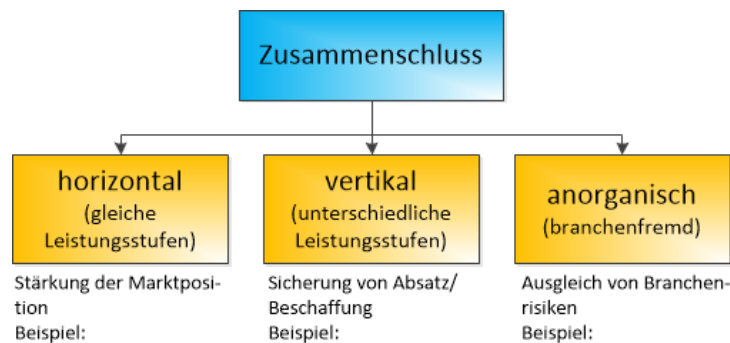 Zusammenschluss
horizontal
(gleiche
Leistungsstufen)
vertikal
(unterschiedliche
Leistungsstufen)
anorganisch
(branchenfremd)
Stärkung der Marktposi-
tion
Beispiel:
Sicherung von Absatz/
Beschaffung
Beispiel:
Ausgleich von Branchen-
risiken
Beispiel: